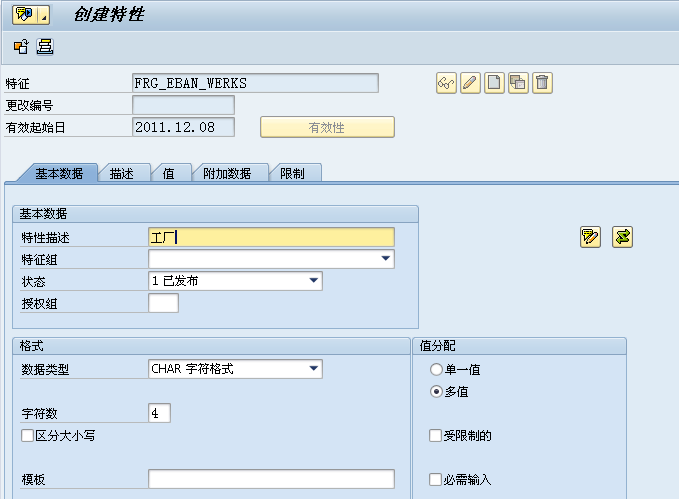 创建特性
特征 FRG_EBAN_WERKS
更改编号
有效起始日 2011.12.08 有效性
基本数据 描述 值 附加数据 限制
基本数据
特性描述 工厂
特征组
状态 1 已发布
授权组
格式 值分配
数据类型 CHAR 字符格式 单一值
多值
字符数 4
区分大小写 受限制的
模板 必需输入